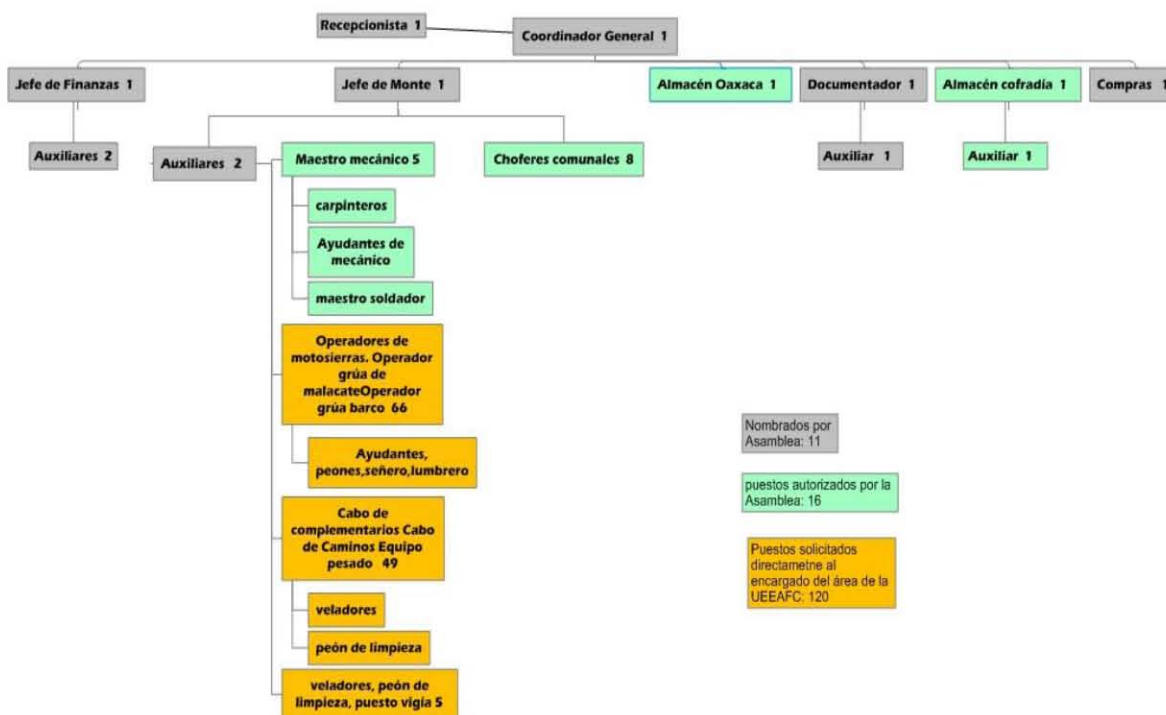 Recepcionista 1
Coordinador General 1
Jefe de Finanzas 1
Jefe de Monte 1
Almacén Oaxaca 1
Documentador 1
Almacén cofradía 1
Compras 1
Auxiliares 2
Auxiliares 2
Maestro mecánico 5
Choferes comunales 8
Auxiliar 1
Auxiliar 1
carpinteros
Ayudantes de
mecánico
maestro soldador
Operadores de
motosierras. Operador
grúa de
malacateOperador
grúa barco 66
Ayudantes,
peones,señero,lumbrero
Cabo de
complementarios Cabo
de Caminos Equipo
pesado 49
veladores
peón de limpieza
veladores, peón de
limpieza, puesto vigía 5
Nombrados por
Asamblea: 11
puestos autorizados por la
Asamblea: 16
Puestos solicitados
directametne al
encargado del área de la
UEEAFC: 120